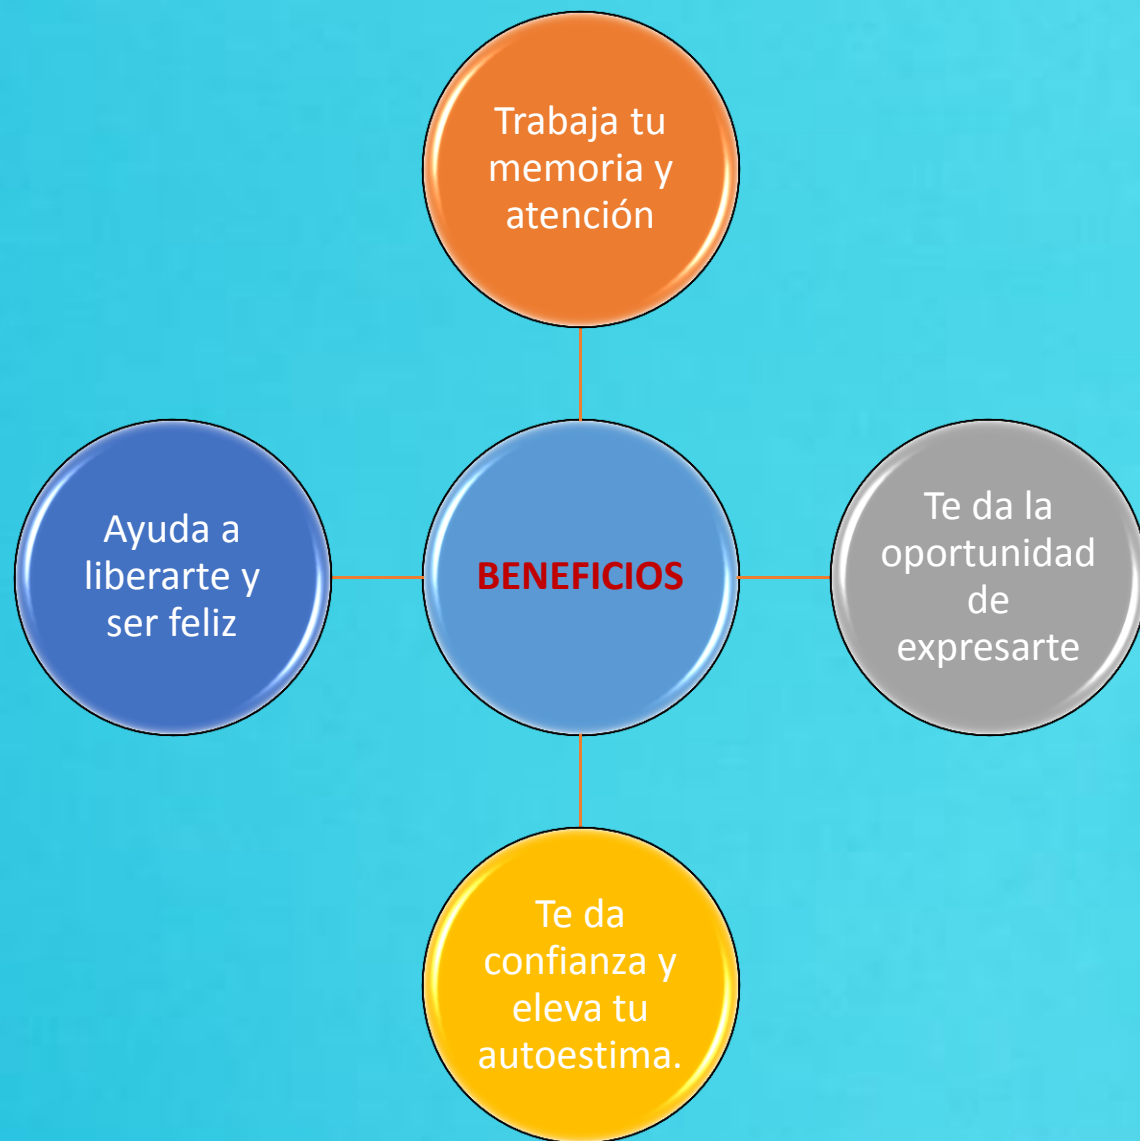 Trabaja tu
memoria y
atención
Ayuda a
liberarte y
ser feliz
BENEFICIOS
Te da la
oportunidad
de
expresarte
Te da
confianza y
eleva tu
autoestima.